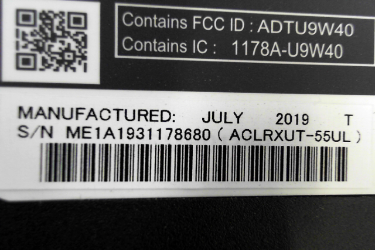 Contains FCC ID : ADTU9W40
Contains IC : 1178A-U9W40
MANUFACTURED: JULY 2019 T
S/N ME1A1931178680 ( ACLRXUT-55UL )